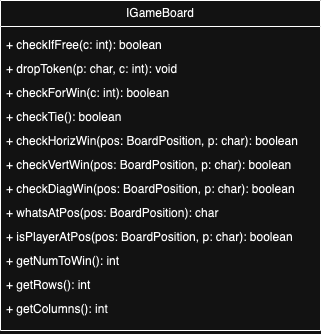 IGameBoard
+ checkIfFree(c: int): boolean
+ dropToken(p: char, c: int): void
+ checkForWin(c: int): boolean
+ checkTie(): boolean
+ checkHorizWin(pos: BoardPosition, p: char): boolean
+ checkVertWin(pos: BoardPosition, p: char): boolean
+ checkDiagWin(pos: BoardPosition, p: char): boolean
+ whatsAtPos(pos: BoardPosition): char
+ isPlayerAtPos(pos: BoardPosition, p: char): boolean
+ getNumToWin(): int
+ getRows(): int
+ getColumns(): int